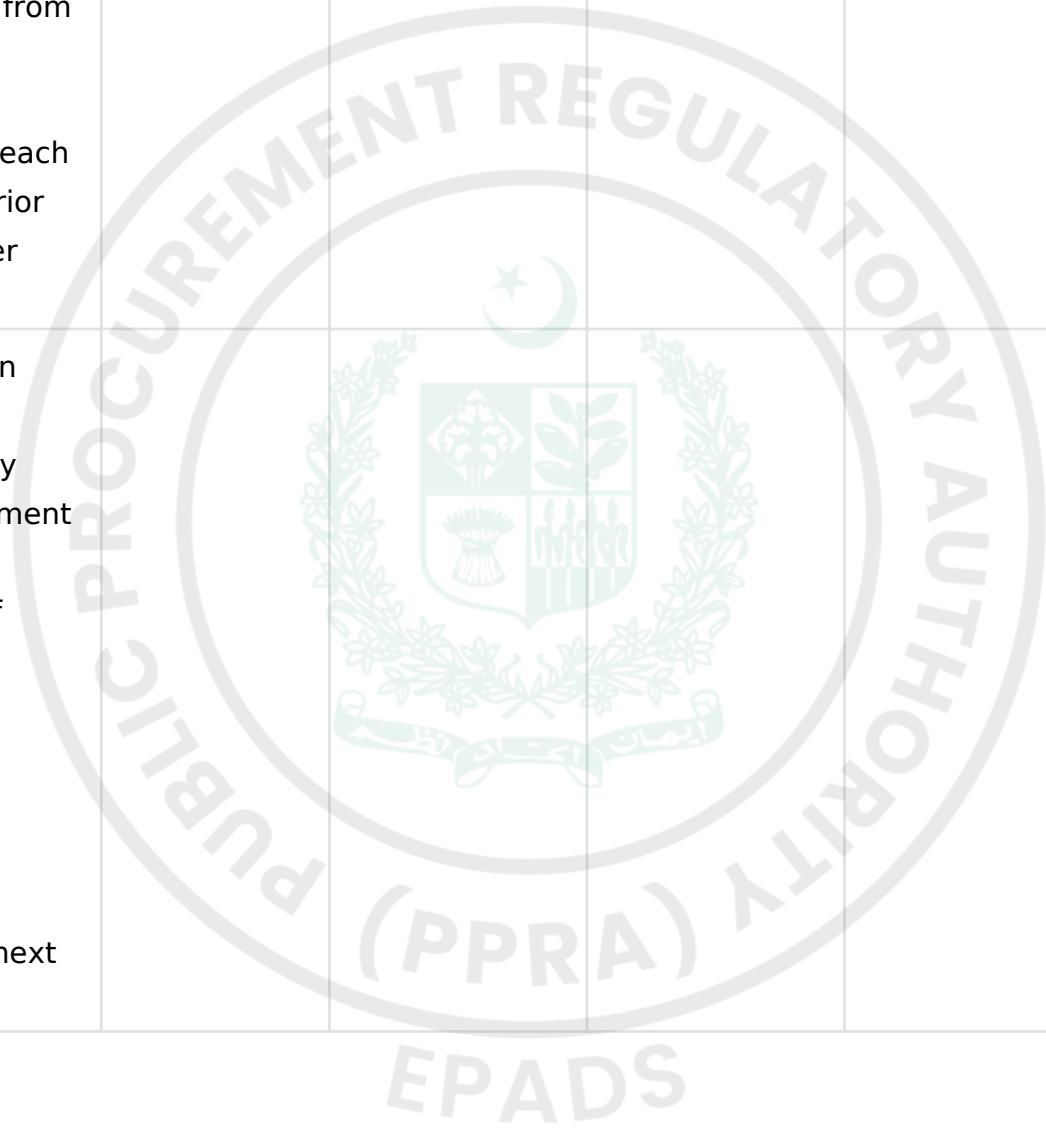 from
each
rior
er
n
y
ment
f
next
PUBLIC PROCUREMENT REGULATORY AUTHORITY
(PPRA)
EPADS